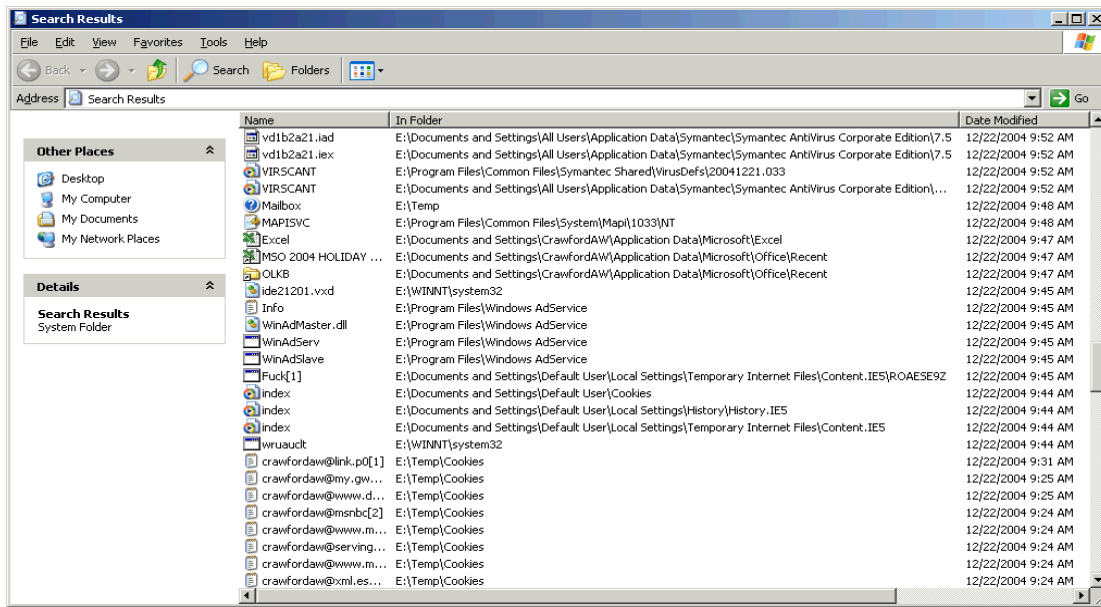 Search Results
File Edit View Favorites Tools Help
Back Search Folders
Address Search Results Go
Name In Folder Date Modified
Other Places
Desktop
My Computer
My Documents
My Network Places
Details
Search Results
System Folder
vd1b2a21.iad E:\Documents and Settings\All Users\Application Data\Symantec\Symantec AntiVirus Corporate Edition\7.5 12/22/2004 9:52 AM
vd1b2a21.iex E:\Documents and Settings\All Users\Application Data\Symantec\Symantec AntiVirus Corporate Edition\7.5 12/22/2004 9:52 AM
VIRSCANT E:\Program Files\Common Files\Symantec Shared\VirusDefs\20041221.033 12/22/2004 9:52 AM
VIRSCANT E:\Documents and Settings\All Users\Application Data\Symantec\Symantec AntiVirus Corporate Edition\... 12/22/2004 9:52 AM
Mailbox E:\Temp 12/22/2004 9:48 AM
MAPISVC E:\Program Files\Common Files\System\Mapi\1033\NT 12/22/2004 9:48 AM
Excel E:\Documents and Settings\CrawfordAW\Application Data\Microsoft\Excel 12/22/2004 9:47 AM
MSO 2004 HOLIDAY ... E:\Documents and Settings\CrawfordAW\Application Data\Microsoft\Office\Recent 12/22/2004 9:47 AM
OLKB E:\Documents and Settings\CrawfordAW\Application Data\Microsoft\Office\Recent 12/22/2004 9:47 AM
ide21201.vxd E:\WINNT\system32 12/22/2004 9:45 AM
Info E:\Program Files\Windows AdService 12/22/2004 9:45 AM
WinAdMaster.dll E:\Program Files\Windows AdService 12/22/2004 9:45 AM
WinAdServ E:\Program Files\Windows AdService 12/22/2004 9:45 AM
WinAdSlave E:\Program Files\Windows AdService 12/22/2004 9:45 AM
Fuck[1] E:\Documents and Settings\Default User\Local Settings\Temporary Internet Files\Content.IE5\ROAESE9Z 12/22/2004 9:45 AM
index E:\Documents and Settings\Default User\Cookies 12/22/2004 9:44 AM
index E:\Documents and Settings\Default User\Local Settings\History\History.IE5 12/22/2004 9:44 AM
index E:\Documents and Settings\Default User\Local Settings\Temporary Internet Files\Content.IE5 12/22/2004 9:44 AM
wruauclt E:\WINNT\system32 12/22/2004 9:44 AM
crawfordaw@link.p0[1] E:\Temp\Cookies 12/22/2004 9:31 AM
crawfordaw@my.gw... E:\Temp\Cookies 12/22/2004 9:25 AM
crawfordaw@www.d... E:\Temp\Cookies 12/22/2004 9:25 AM
crawfordaw@msnbc[2] E:\Temp\Cookies 12/22/2004 9:24 AM
crawfordaw@www.m... E:\Temp\Cookies 12/22/2004 9:24 AM
crawfordaw@serving... E:\Temp\Cookies 12/22/2004 9:24 AM
crawfordaw@www.m... E:\Temp\Cookies 12/22/2004 9:24 AM
crawfordaw@xml.es... E:\Temp\Cookies 12/22/2004 9:24 AM